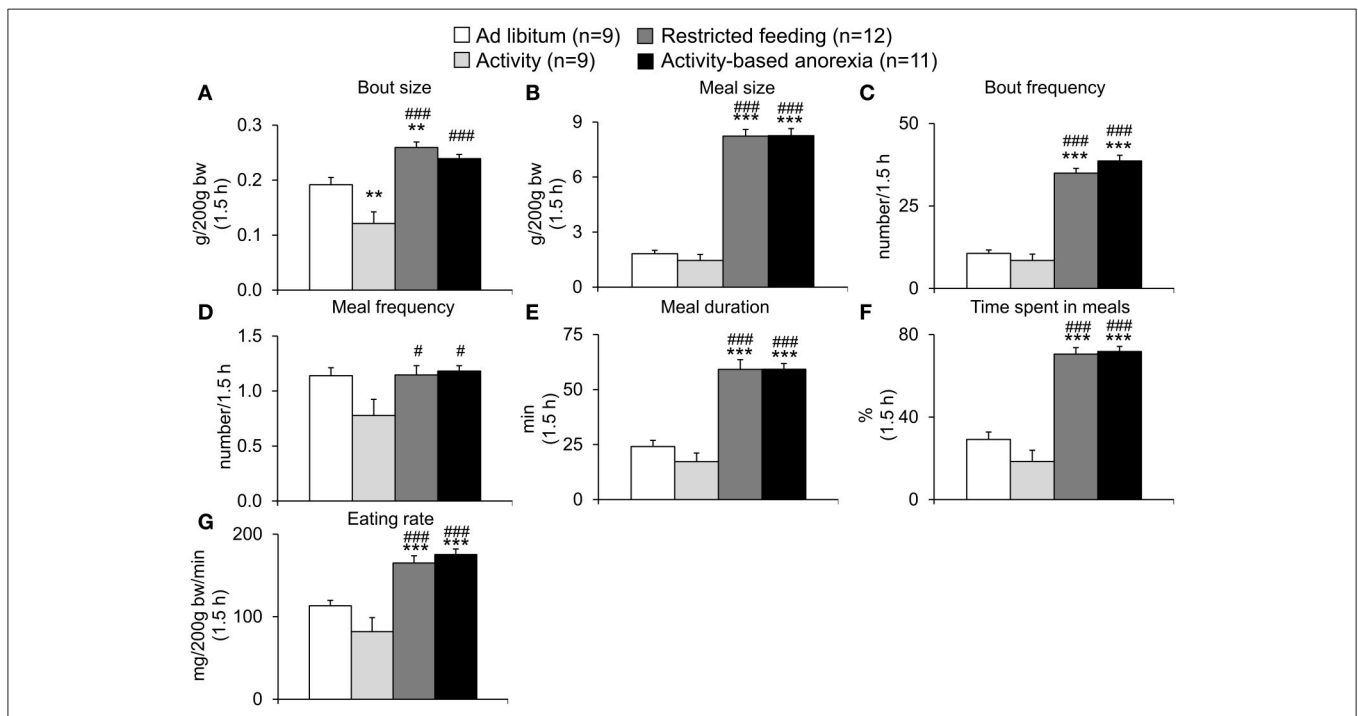 Ad libitum (n=9) Restricted feeding (n=12)
Activity (n=9) Activity-based anorexia (n=11)
A Bout size
g/200g bw
(1.5 h)
0.3
0.2
0.1
0.0
**
###
**
###
B Meal size
g/200g bw
(1.5 h)
9
6
3
0
###
***
###
***
C Bout frequency
number/1.5 h
50
25
0
###
***
###
***
D Meal frequency
number/1.5 h
1.5
1.0
0.5
0.0
#
#
E Meal duration
min
(1.5 h)
75
50
25
0
###
***
###
***
F Time spent in meals
%
(1.5 h)
80
40
0
###
***
###
***
G Eating rate
mg/200g bw/min
(1.5 h)
200
100
0
###
***
###
***